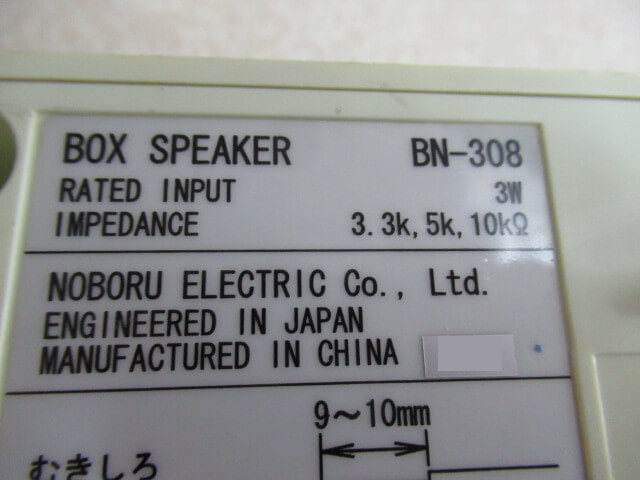 BOX SPEAKER BN-308
RATED INPUT 3W
IMPEDANCE 3.3k,5k,10kΩ
NOBORU ELECTRIC Co., Ltd.
ENGINEERED IN JAPAN
MANUFACTURED IN CHINA
9～10mm
むきしろ